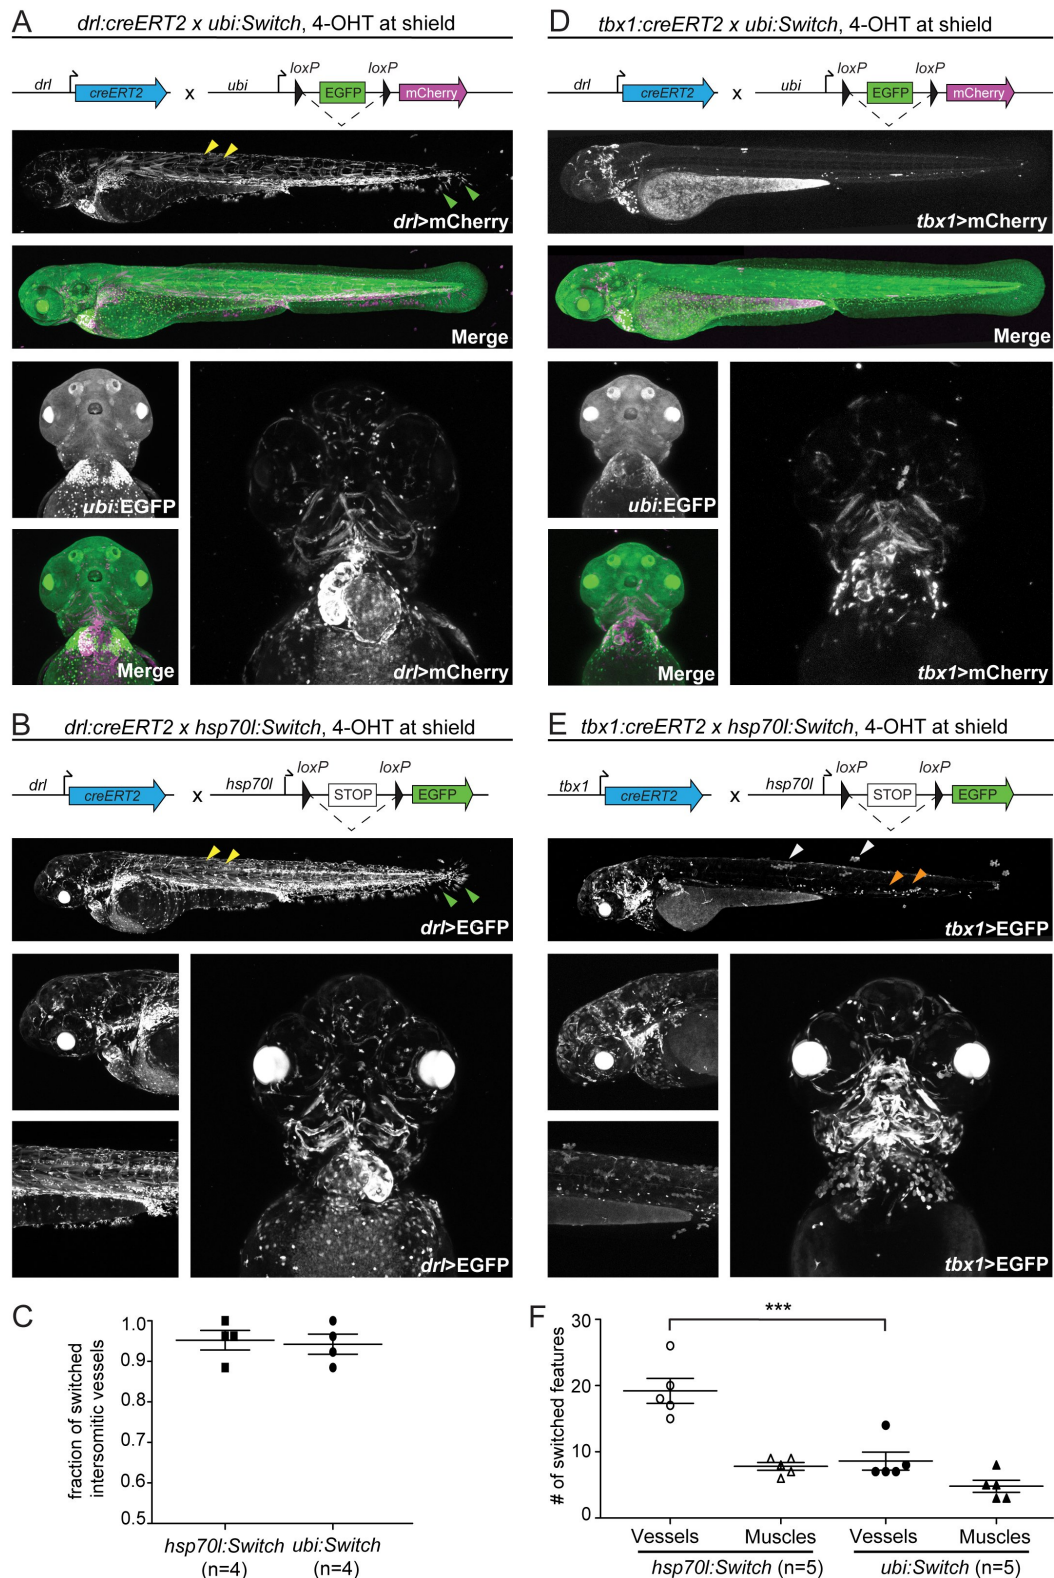 A
drl:creERT2 x ubi:Switch, 4-OHT at shield
drl
creERT2
x
ubi
loxP
EGFP
loxP
mCherry
drl>mCherry
Merge
ubi:EGFP
Merge
drl>mCherry
B
drl:creERT2 x hsp70l:Switch, 4-OHT at shield
drl
creERT2
x
hsp70l
loxP
STOP
loxP
EGFP
drl>EGFP
drl>EGFP
C
fraction of switched
intersomitic vessels
1.0
0.9
0.8
0.7
0.6
0.5
hsp70l:Switch
(n=4)
ubi:Switch
(n=4)
D
tbx1:creERT2 x ubi:Switch, 4-OHT at shield
drl
creERT2
x
ubi
loxP
EGFP
loxP
mCherry
tbx1>mCherry
Merge
ubi:EGFP
Merge
tbx1>mCherry
E
tbx1:creERT2 x hsp70l:Switch, 4-OHT at shield
tbx1
creERT2
x
hsp70l
loxP
STOP
loxP
EGFP
tbx1>EGFP
tbx1>EGFP
F
# of switched features
30
20
10
0
***
Vessels
Muscles
Vessels
Muscles
hsp70l:Switch (n=5)
ubi:Switch (n=5)